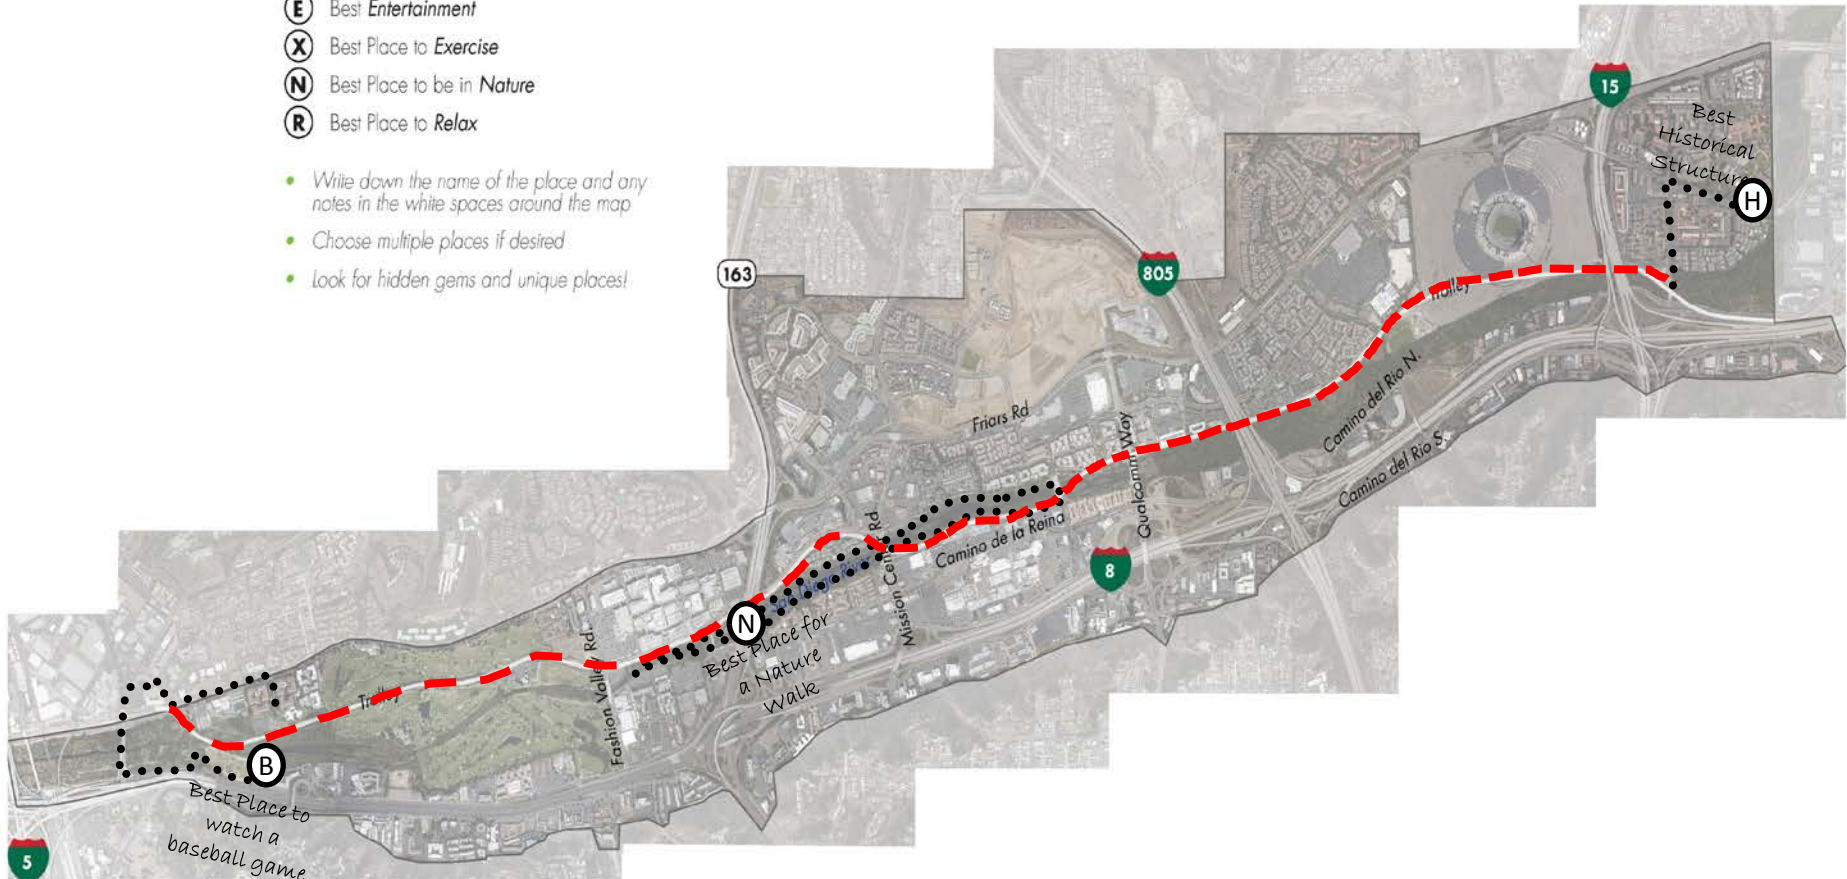 E Best Entertainment
X Best Place to Exercise
N Best Place to be in Nature
R Best Place to Relax
• Write down the name of the place and any
notes in the white spaces around the map
• Choose multiple places if desired
• Look for hidden gems and unique places!
15
Best
Historical
Structure
H
163
805
Trolley
Friars Rd
Qualcomm Way
Camino del Rio N.
Camino del Rio S.
Camino de la Reina
Mission Center Rd
San Diego River
8
N
Best Place for
a Nature
Walk
Fashion Valley Rd.
Trolley
B
Best Place to
watch a
baseball game
5